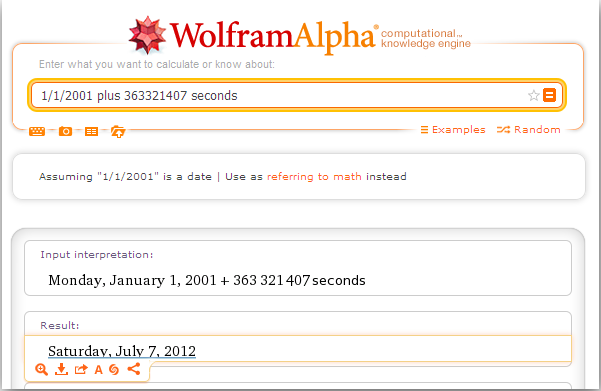 WolframAlpha® computational... knowledge engine
Enter what you want to calculate or know about:
1/1/2001 plus 363321407 seconds
Examples Random
Assuming "1/1/2001" is a date | Use as referring to math instead
Input interpretation:
Monday, January 1, 2001 + 363 321 407 seconds
Result:
Saturday, July 7, 2012
A